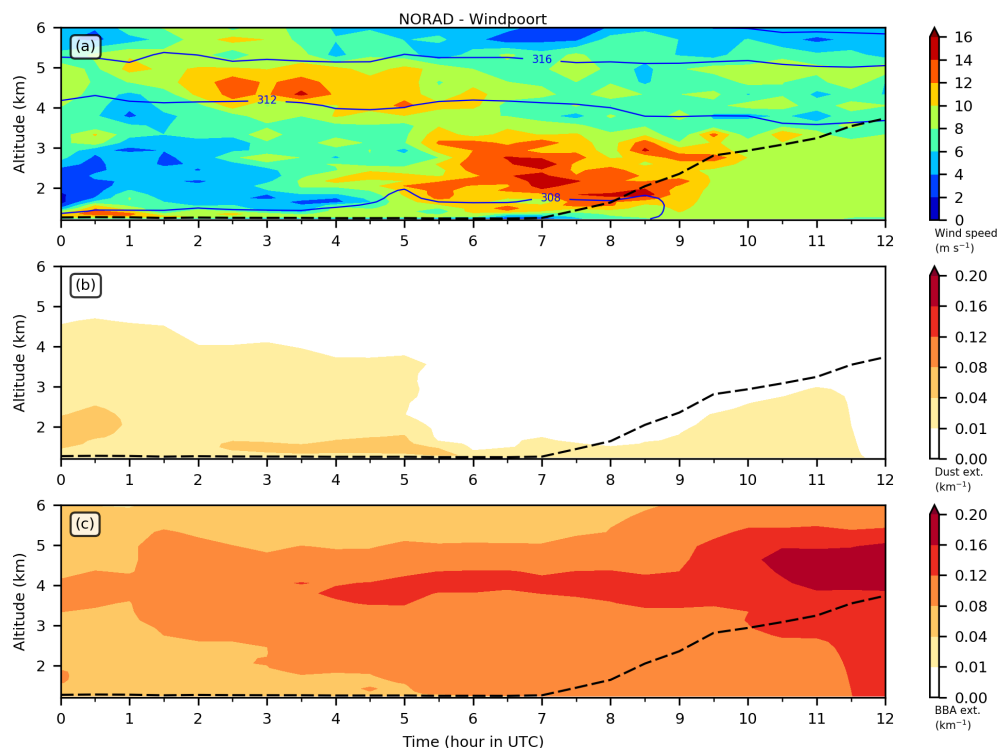 NORAD - Windpoort
(a)
Altitude (km)
6
5
4
3
2
316
312
308
0 1 2 3 4 5 6 7 8 9 10 11 12
16
14
12
10
8
6
4
2
0
Wind speed
(m s⁻¹)
(b)
Altitude (km)
6
5
4
3
2
0 1 2 3 4 5 6 7 8 9 10 11 12
0.20
0.16
0.12
0.08
0.04
0.01
0.00
Dust ext.
(km⁻¹)
(c)
Altitude (km)
6
5
4
3
2
0 1 2 3 4 5 6 7 8 9 10 11 12
Time (hour in UTC)
0.20
0.16
0.12
0.08
0.04
0.01
0.00
BBA ext.
(km⁻¹)